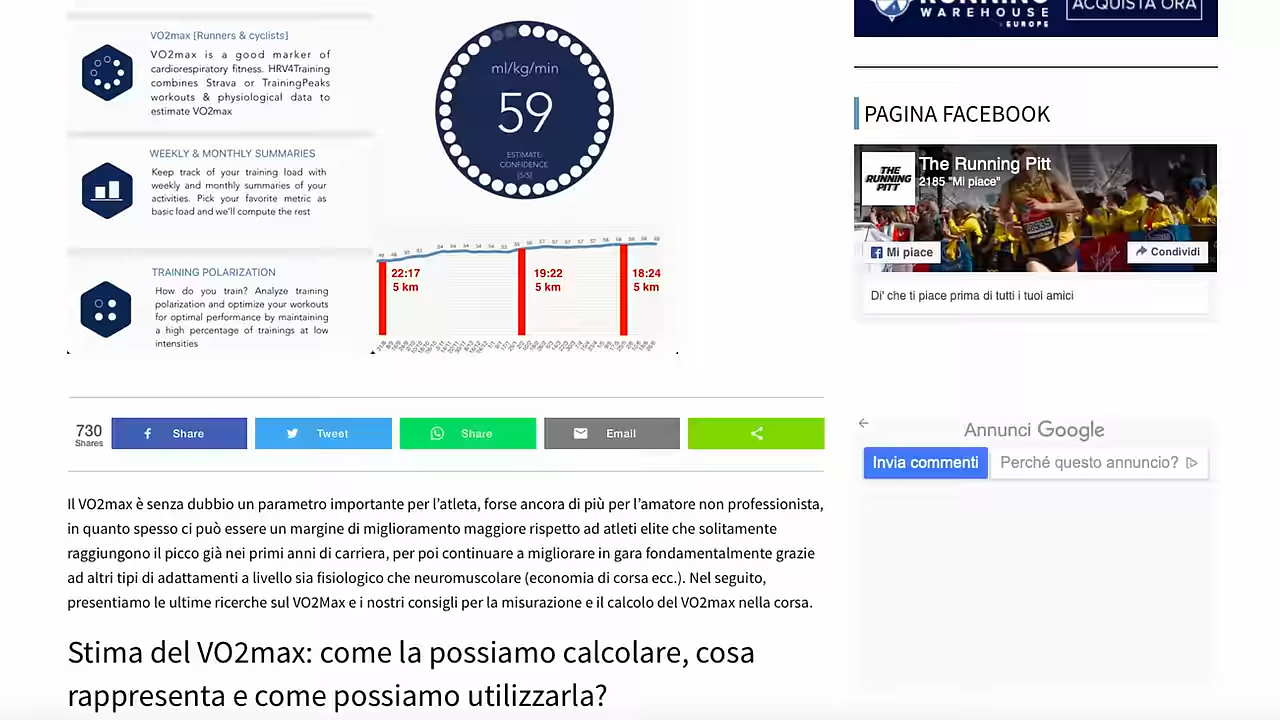 VO2max [Runners & cyclists]
VO2max is a good marker of
cardiorespiratory fitness. HRV4Training
combines Strava or TrainingPeaks
workouts & physiological data to
estimate VO2max
WEEKLY & MONTHLY SUMMARIES
Keep track of your training load with
weekly and monthly summaries of your
activities. Pick your favorite metric as
basic load and we'll compute the rest
TRAINING POLARIZATION
How do you train? Analyze training
polarization and optimize your workouts
for optimal performance by maintaining
a high percentage of trainings at low
intensities
ml/kg/min
59
ESTIMATE
CONFIDENCE
[5/5]
22:17
5 km
19:22
5 km
18:24
5 km
730
Shares
Share
Tweet
Share
Email
Il VO2max è senza dubbio un parametro importante per l'atleta, forse ancora di più per l'amatore non professionista,
in quanto spesso ci può essere un margine di miglioramento maggiore rispetto ad atleti elite che solitamente
raggiungono il picco già nei primi anni di carriera, per poi continuare a migliorare in gara fondamentalmente grazie
ad altri tipi di adattamenti a livello sia fisiologico che neuromuscolare (economia di corsa ecc.). Nel seguito,
presentiamo le ultime ricerche sul VO2Max e i nostri consigli per la misurazione e il calcolo del VO2max nella corsa.
Stima del VO2max: come la possiamo calcolare, cosa
rappresenta e come possiamo utilizzarla?
WAREHOUSE
EUROPE
ACQUISTA ORA
PAGINA FACEBOOK
THE
RUNNING
PITT
The Running Pitt
2185 "Mi piace"
Mi piace
Condividi
Di' che ti piace prima di tutti i tuoi amici
Annunci Google
Invia commenti
Perché questo annuncio?